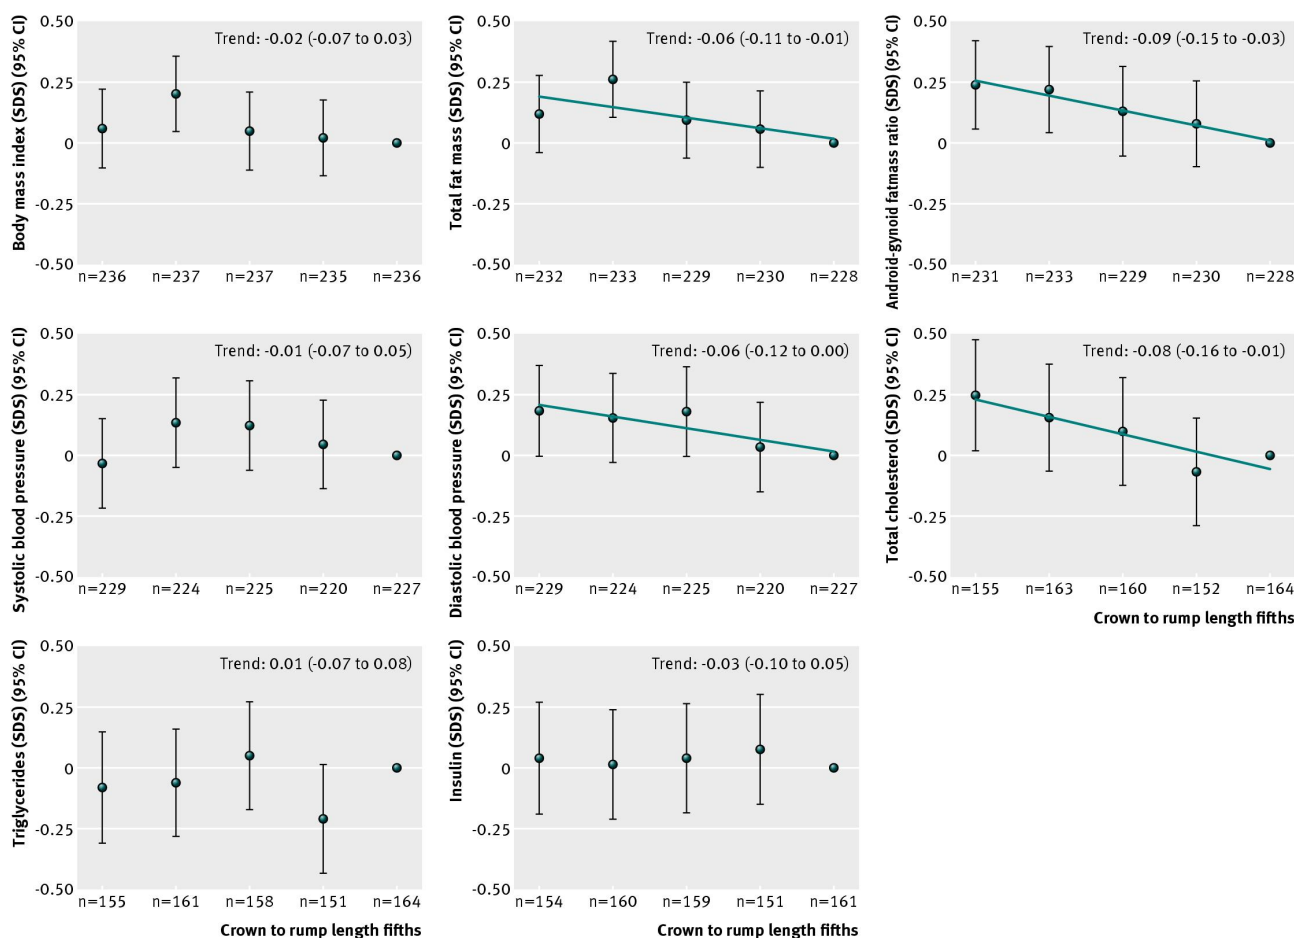 Body mass index (SDS) (95% CI)
0.50
0.25
0
-0.25
-0.50
Trend: -0.02 (-0.07 to 0.03)
n=236 n=237 n=237 n=235 n=236
Total fat mass (SDS) (95% CI)
0.50
0.25
0
-0.25
-0.50
Trend: -0.06 (-0.11 to -0.01)
n=232 n=233 n=229 n=230 n=228
Android-gynoid fatmass ratio (SDS) (95% CI)
0.50
0.25
0
-0.25
-0.50
Trend: -0.09 (-0.15 to -0.03)
n=231 n=233 n=229 n=230 n=228
Systolic blood pressure (SDS) (95% CI)
0.50
0.25
0
-0.25
-0.50
Trend: -0.01 (-0.07 to 0.05)
n=229 n=224 n=225 n=220 n=227
Diastolic blood pressure (SDS) (95% CI)
0.50
0.25
0
-0.25
-0.50
Trend: -0.06 (-0.12 to 0.00)
n=229 n=224 n=225 n=220 n=227
Total cholesterol (SDS) (95% CI)
0.50
0.25
0
-0.25
-0.50
Trend: -0.08 (-0.16 to -0.01)
n=155 n=163 n=160 n=152 n=164
Crown to rump length fifths
Triglycerides (SDS) (95% CI)
0.50
0.25
0
-0.25
-0.50
Trend: 0.01 (-0.07 to 0.08)
n=155 n=161 n=158 n=151 n=164
Crown to rump length fifths
Insulin (SDS) (95% CI)
0.50
0.25
0
-0.25
-0.50
Trend: -0.03 (-0.10 to 0.05)
n=154 n=160 n=159 n=151 n=161
Crown to rump length fifths